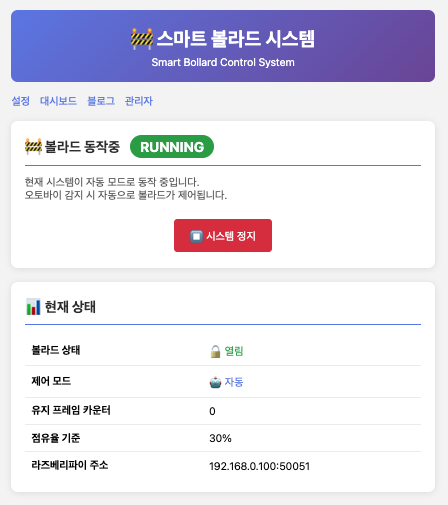 🚧 스마트 볼라드 시스템
Smart Bollard Control System
설정 대시보드 블로그 관리자
🚧 볼라드 동작중 RUNNING
현재 시스템이 자동 모드로 동작 중입니다.
오토바이 감지 시 자동으로 볼라드가 제어됩니다.
⏹️ 시스템 정지
📊 현재 상태
볼라드 상태 🔓 열림
제어 모드 🤖 자동
유지 프레임 카운터 0
점유율 기준 30%
라즈베리파이 주소 192.168.0.100:50051